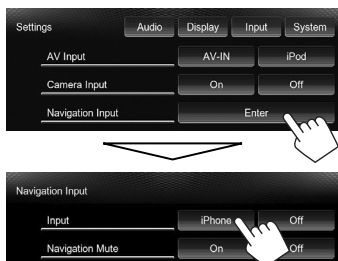 Settings Audio Display Input System
AV Input AV-IN iPod
Camera Input On Off
Navigation Input Enter
Navigation Input
Input iPhone Off
Navigation Mute On Off